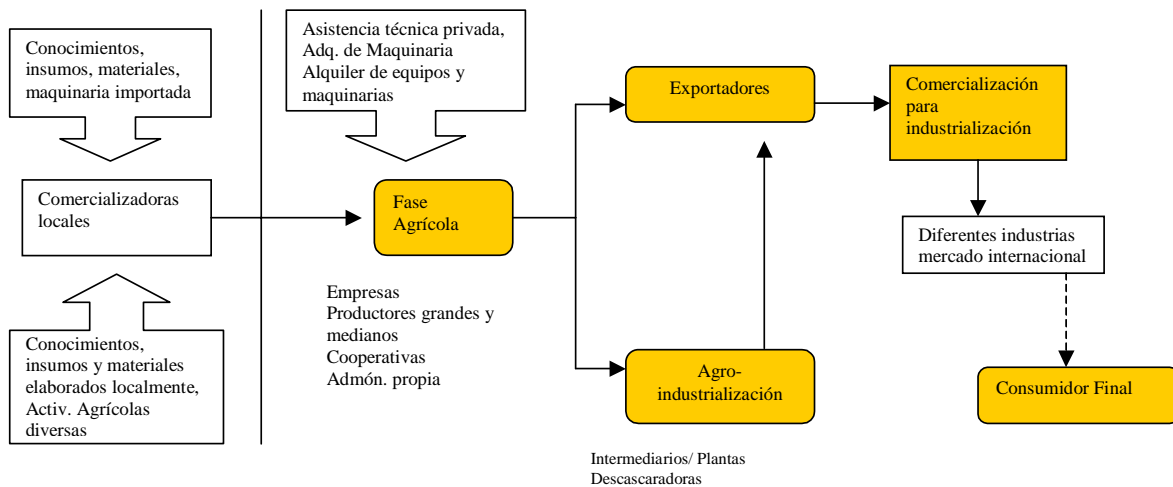 Conocimientos,
insumos, materiales,
maquinaria importada
Comercializadoras
locales
Conocimientos,
insumos y materiales
elaborados localmente,
Activ. Agrícolas
diversas
Asistencia técnica privada,
Adq. de Maquinaria
Alquiler de equipos y
maquinarias
Fase
Agrícola
Empresas
Productores grandes y
medianos
Cooperativas
Admón. propia
Exportadores
Agro-
industrialización
Intermediarios/ Plantas
Descascaradoras
Comercialización
para
industrialización
Diferentes industrias
mercado internacional
Consumidor Final